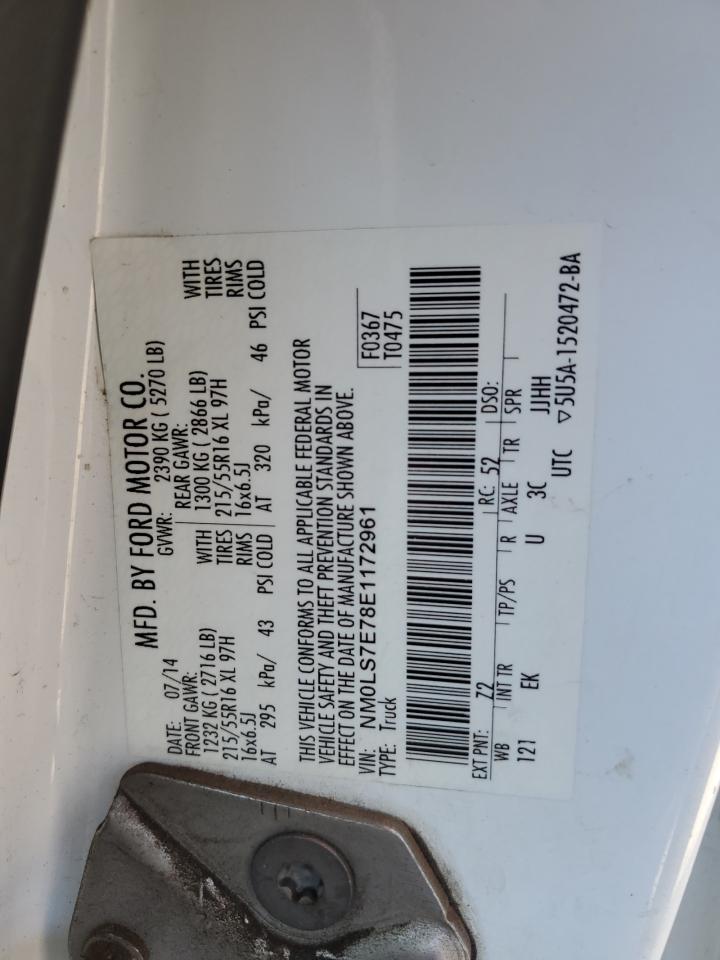 MFD. BY FORD MOTOR CO.
DATE: 07/14 GVWR: 2390 KG ( 5270 LB)
FRONT GAWR: REAR GAWR:
1232 KG ( 2716 LB) WITH 1300 KG ( 2866 LB) WITH
215/55R16 XL 97H TIRES 215/55R16 XL 97H TIRES
16x6.5J RIMS 16x6.5J RIMS
AT 295 kPa/ 43 PSI COLD AT 320 kPa/ 46 PSI COLD
THIS VEHICLE CONFORMS TO ALL APPLICABLE FEDERAL MOTOR
VEHICLE SAFETY AND THEFT PREVENTION STANDARDS IN
EFFECT ON THE DATE OF MANUFACTURE SHOWN ABOVE.
VIN: NM0LS7E78E1172961 F0367
TYPE: Truck T0475
EXT PNT: Z2 RC: 52 DSO:
WB INT TR TP/PS R AXLE TR SPR
121 EK U 3C JJHH
UTC ▽5U5A-1520472-BA